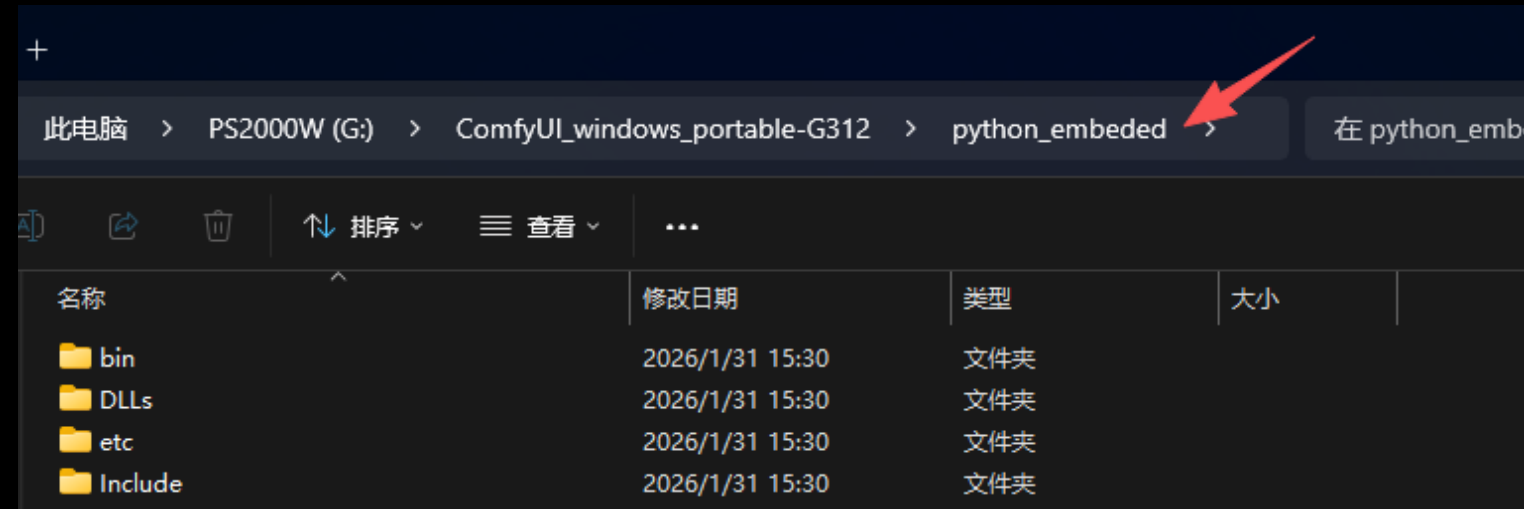 +
此电脑 > PS2000W (G:) > ComfyUI_windows_portable-G312 > python_embeded > 在 python_emb
排序 查看 ...
名称 修改日期 类型 大小
bin 2026/1/31 15:30 文件夹
DLLs 2026/1/31 15:30 文件夹
etc 2026/1/31 15:30 文件夹
Include 2026/1/31 15:30 文件夹